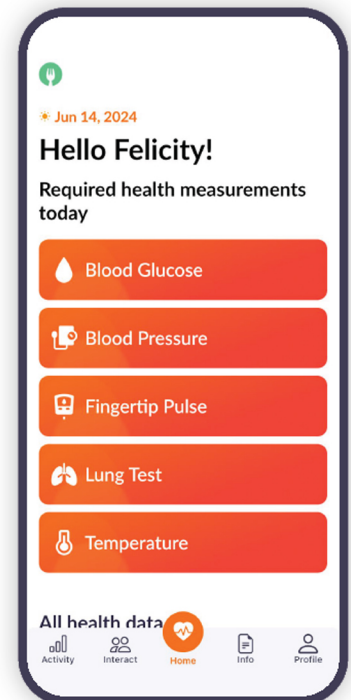 Jun 14, 2024
Hello Felicity!
Required health measurements
today
Blood Glucose
Blood Pressure
Fingertip Pulse
Lung Test
Temperature
All health data
Activity
Interact
Home
Info
Profile